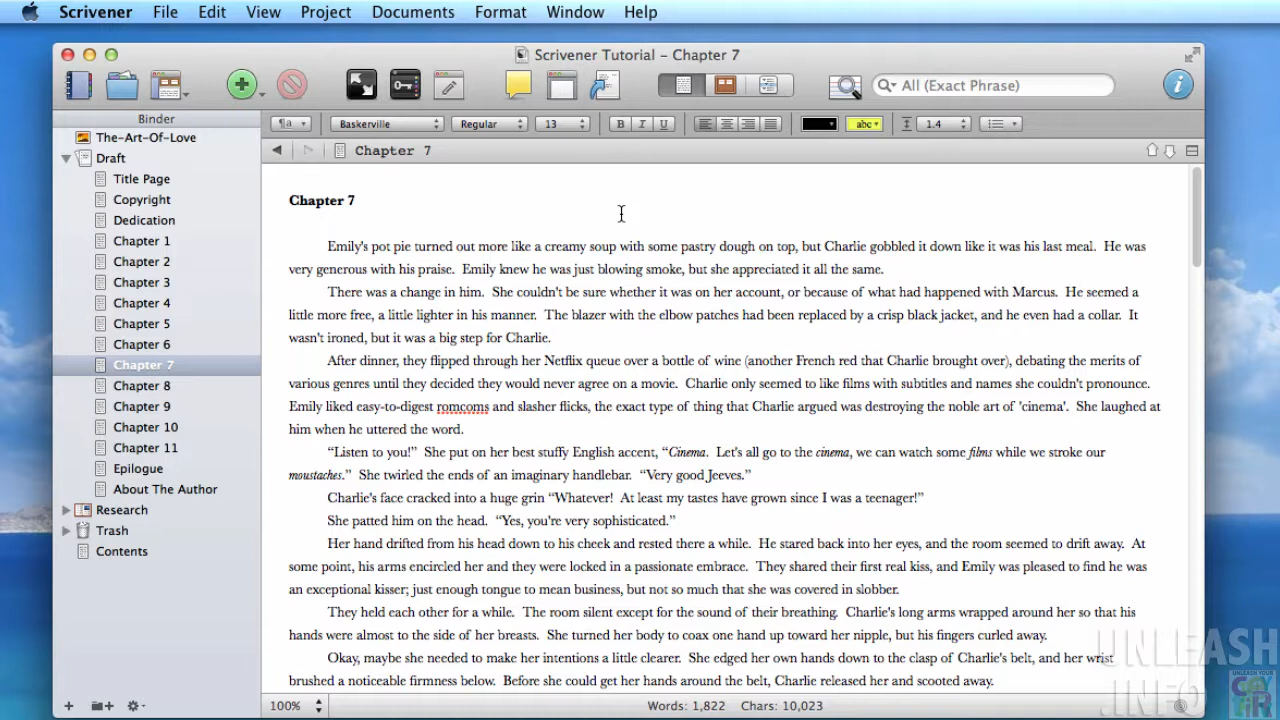 Scrivener File Edit View Project Documents Format Window Help
Scrivener Tutorial – Chapter 7
All (Exact Phrase)
Binder
Baskerville Regular 13 B I U abc 1.4
The-Art-Of-Love
Draft
Title Page
Copyright
Dedication
Chapter 1
Chapter 2
Chapter 3
Chapter 4
Chapter 5
Chapter 6
Chapter 7
Chapter 8
Chapter 9
Chapter 10
Chapter 11
Epilogue
About The Author
Research
Trash
Contents
Chapter 7
Chapter 7
Emily's pot pie turned out more like a creamy soup with some pastry dough on top, but Charlie gobbled it down like it was his last meal. He was
very generous with his praise. Emily knew he was just blowing smoke, but she appreciated it all the same.
There was a change in him. She couldn't be sure whether it was on her account, or because of what had happened with Marcus. He seemed a
little more free, a little lighter in his manner. The blazer with the elbow patches had been replaced by a crisp black jacket, and he even had a collar. It
wasn't ironed, but it was a big step for Charlie.
After dinner, they flipped through her Netflix queue over a bottle of wine (another French red that Charlie brought over), debating the merits of
various genres until they decided they would never agree on a movie. Charlie only seemed to like films with subtitles and names she couldn't pronounce.
Emily liked easy-to-digest romcoms and slasher flicks, the exact type of thing that Charlie argued was destroying the noble art of 'cinema'. She laughed at
him when he uttered the word.
“Listen to you!” She put on her best stuffy English accent, “Cinema. Let's all go to the cinema, we can watch some films while we stroke our
moustaches.” She twirled the ends of an imaginary handlebar. “Very good Jeeves.”
Charlie's face cracked into a huge grin “Whatever! At least my tastes have grown since I was a teenager!”
She patted him on the head. “Yes, you're very sophisticated.”
Her hand drifted from his head down to his cheek and rested there a while. He stared back into her eyes, and the room seemed to drift away. At
some point, his arms encircled her and they were locked in a passionate embrace. They shared their first real kiss, and Emily was pleased to find he was
an exceptional kisser; just enough tongue to mean business, but not so much that she was covered in slobber.
They held each other for a while. The room silent except for the sound of their breathing. Charlie's long arms wrapped around her so that his
hands were almost to the side of her breasts. She turned her body to coax one hand up toward her nipple, but his fingers curled away.
Okay, maybe she needed to make her intentions a little clearer. She edged her own hands down to the clasp of Charlie's belt, and her wrist
brushed a noticeable firmness below. Before she could get her hands around the belt, Charlie released her and scooted away.
100% Words: 1,822 Chars: 10,023
UNLEASH
.INFO